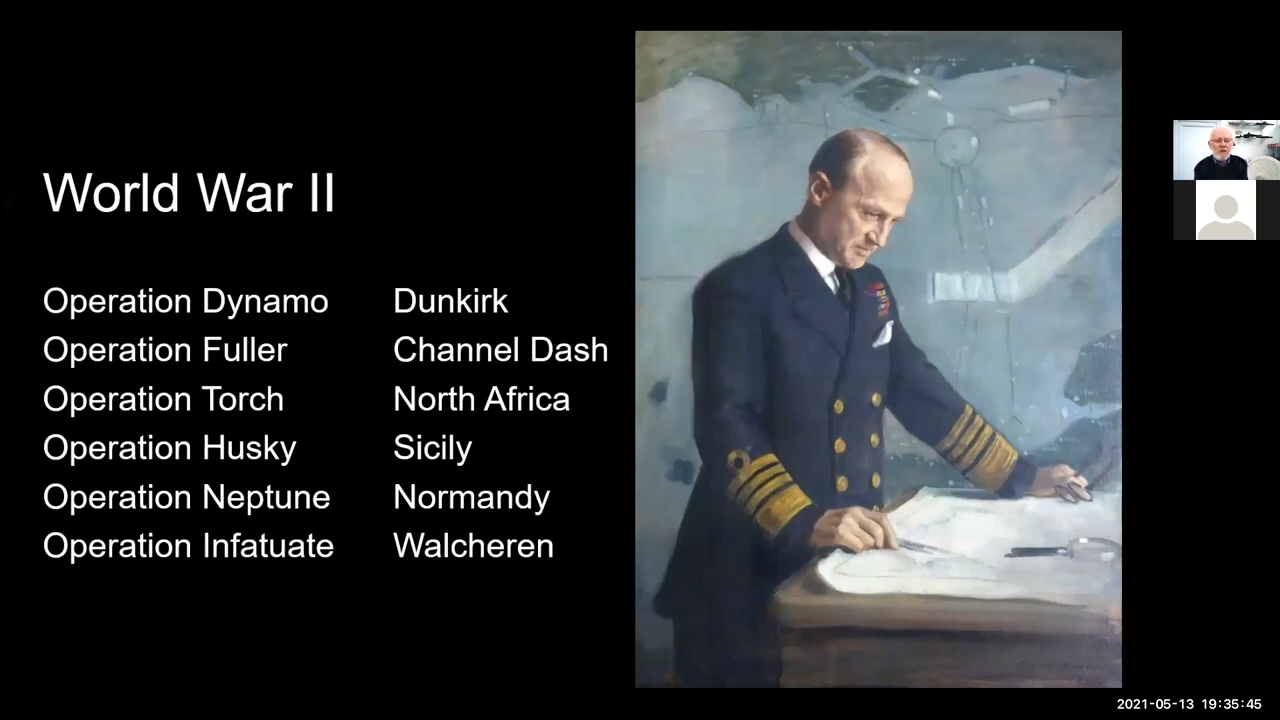 World War II
Operation Dynamo Dunkirk
Operation Fuller Channel Dash
Operation Torch North Africa
Operation Husky Sicily
Operation Neptune Normandy
Operation Infatuate Walcheren
2021-05-13 19:35:45